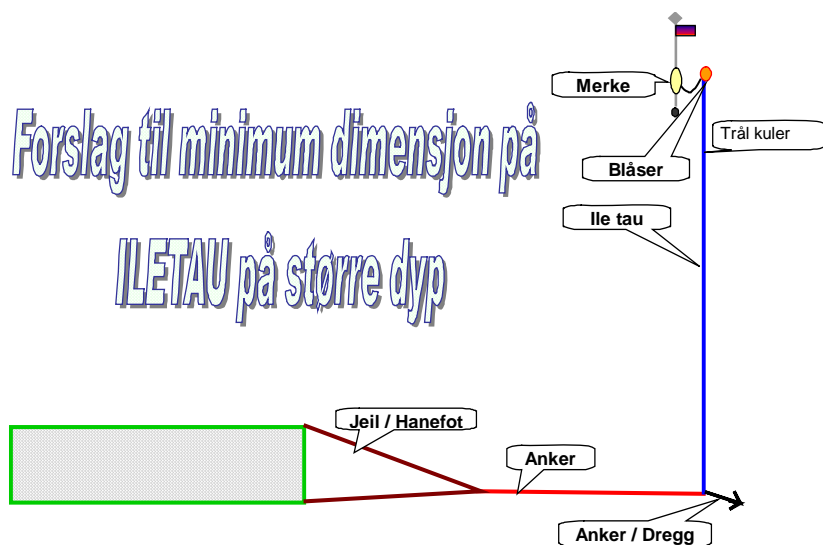 Merke
Forslag til minimum dimensjon på
Trål kuler
Blåser
Ile tau
ILETAU på større dyp
Jeil / Hanefot
Anker
Anker / Dregg